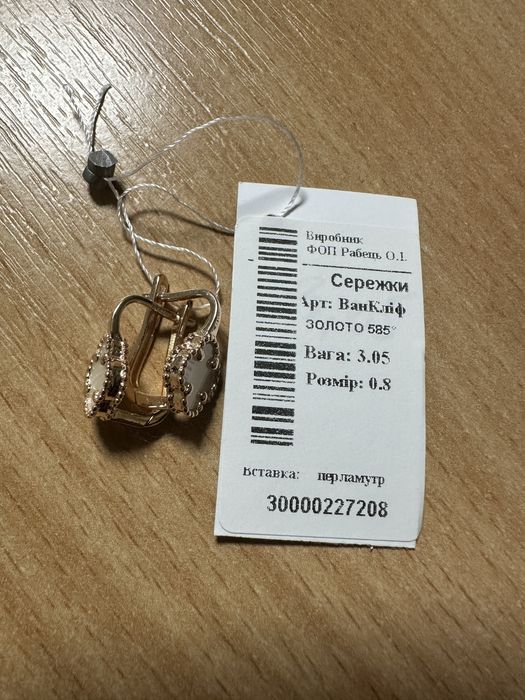 Виробник
ФОП Рабець О.І.
Сережки
Арт: ВанКліф
ЗОЛОТО 585°
Вага: 3.05
Розмір: 0.8
Вставка: перламутр
30000227208